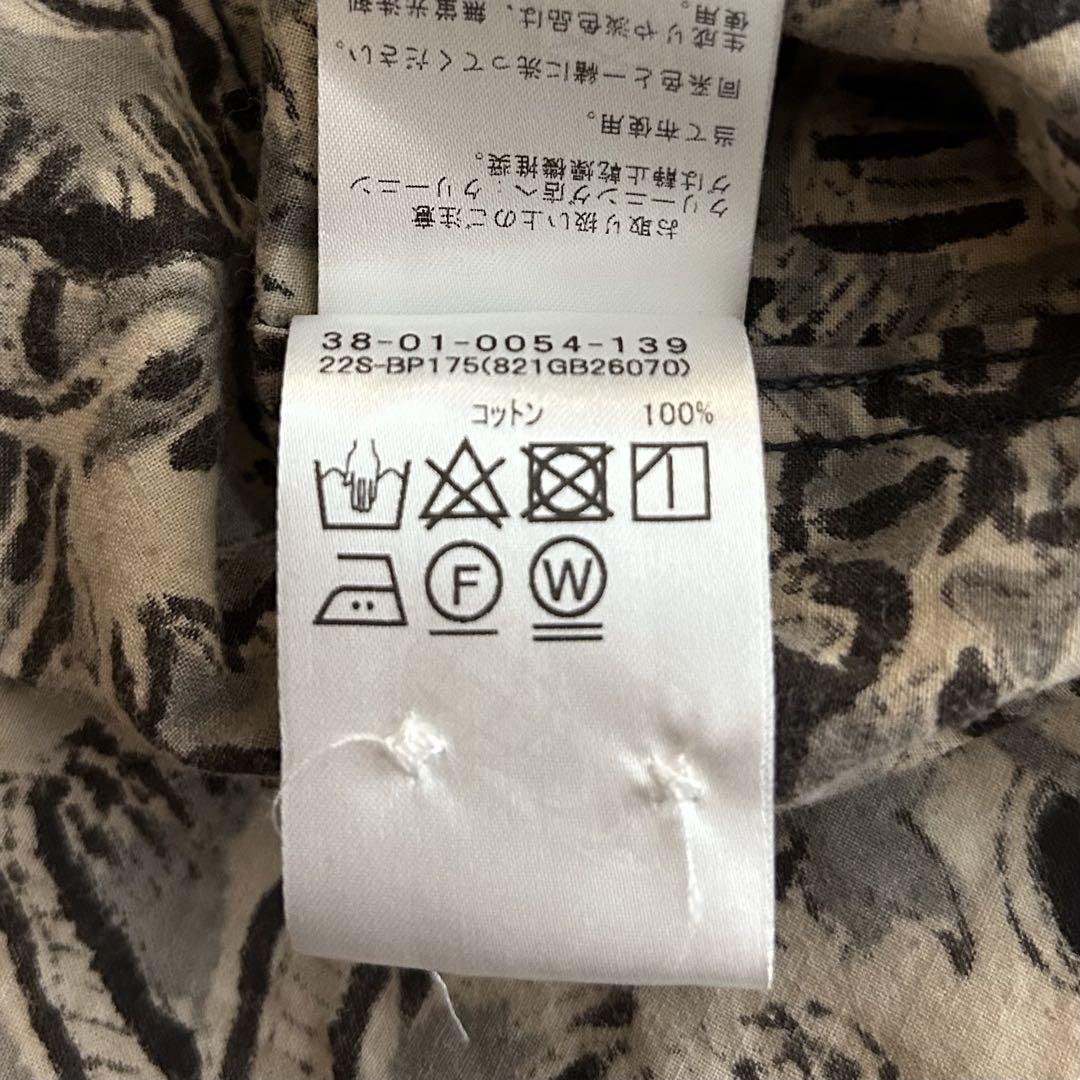 お取り扱い上のご注意
クリーニング店へ：クリーニン
グは静止乾燥機推奨。
当て布使用。
同系色と一緒に洗ってください。
生成りや淡色品は、無蛍光洗剤
使用。
38-01-0054-139
22S-BP175(821GB26070)
コットン 100%
F
W